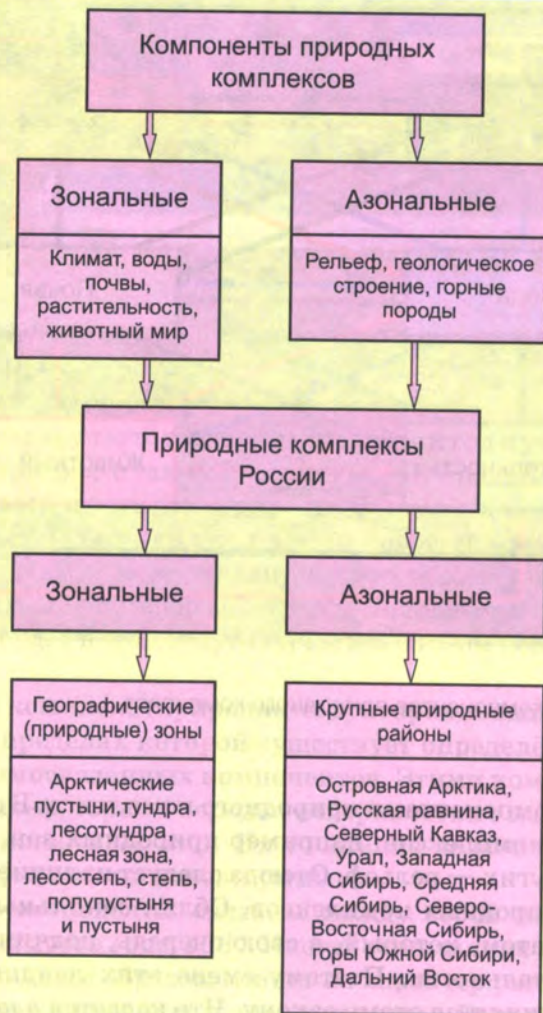 Компоненты природных
комплексов
Зональные
Климат, воды,
почвы,
растительность,
животный мир
Азональные
Рельеф, геологическое
строение, горные
породы
Природные комплексы
России
Зональные
Географические
(природные) зоны
Арктические
пустыни, тундра,
лесотундра,
лесная зона,
лесостепь, степь,
полупустыня
и пустыня
Азональные
Крупные природные
районы
Островная Арктика,
Русская равнина,
Северный Кавказ,
Урал, Западная
Сибирь, Средняя
Сибирь, Северо-
Восточная Сибирь,
горы Южной Сибири,
Дальний Восток